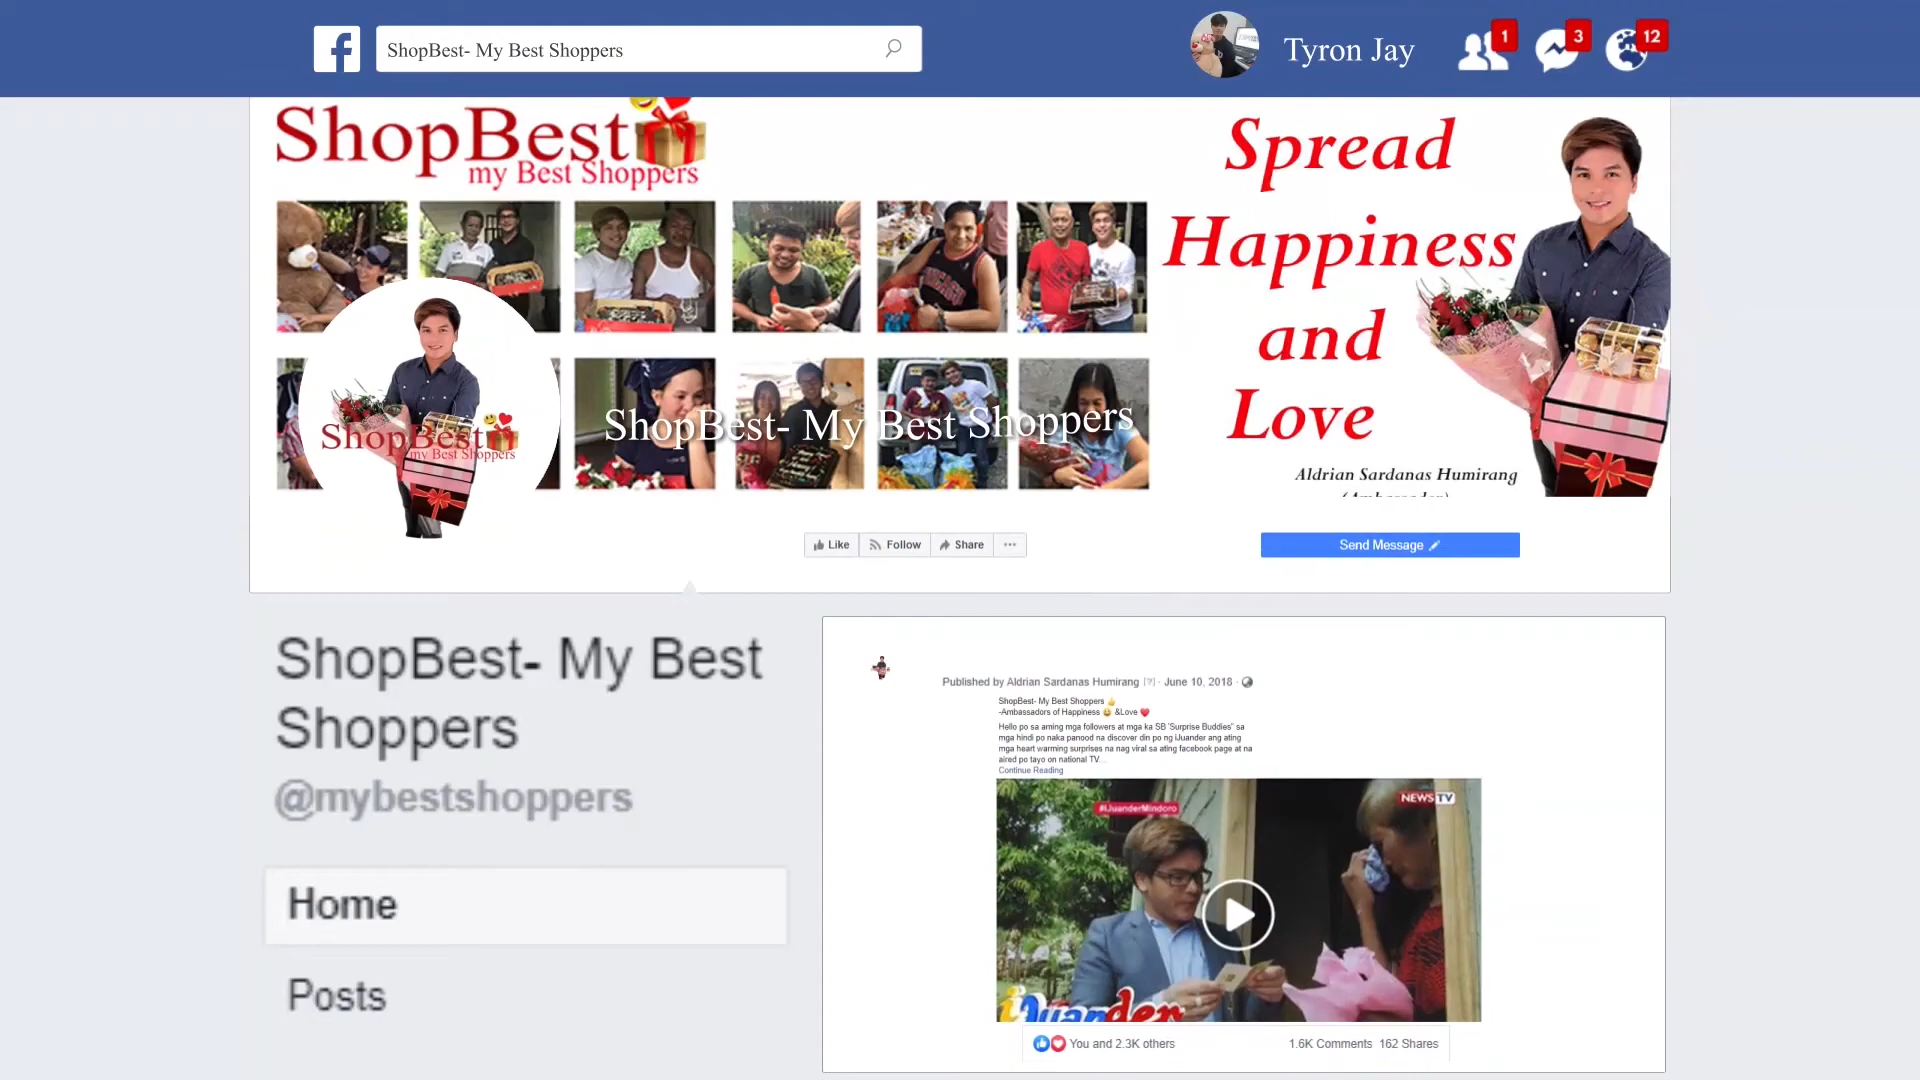 ShopBest- My Best Shoppers
Tyron Jay
1
3
12
ShopBest
my Best Shoppers
Spread
Happiness
and
Love
Aldrian Sardanas Humirang
(Ambassador)
ShopBest
my Best Shoppers
ShopBest- My Best Shoppers
Like
Follow
Share
Send Message
ShopBest- My Best
Shoppers
@mybestshoppers
Home
Posts
Published by Aldrian Sardanas Humirang [?] · June 10, 2018 ·
ShopBest- My Best Shoppers 👍
-Ambassadors of Happiness 😀 &Love ❤️
Hello po sa aming mga followers at mga ka SB 'Surprise Buddies" sa
mga hindi po naka panood na discover din po ng iJuander ang ating
mga heart warming surprises na nag viral sa ating facebook page at na
aired po tayo on national TV...
Continue Reading
#IJuanderMindoro
NEWS TV
iJuander
You and 2.3K others
1.6K Comments 162 Shares